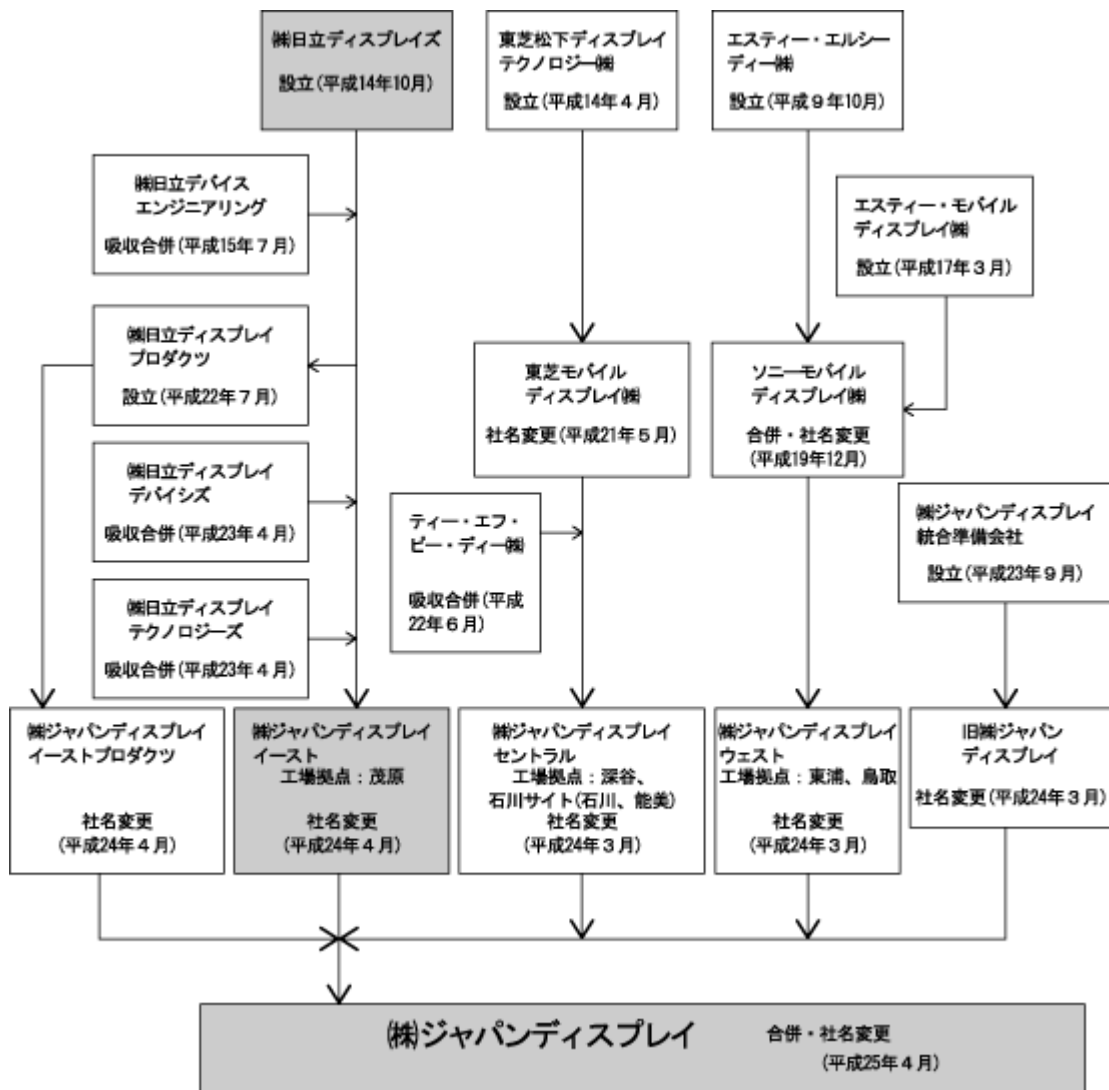 ㈱日立ディスプレイズ
設立(平成14年10月)
東芝松下ディスプレイ
テクノロジー㈱
設立(平成14年４月)
エスティー・エルシー
ディー㈱
設立(平成９年10月)
㈱日立デバイス
エンジニアリング
吸収合併(平成15年７月)
エスティー・モバイル
ディスプレイ㈱
設立(平成17年３月)
㈱日立ディスプレイ
プロダクツ
設立(平成22年７月)
東芝モバイル
ディスプレイ㈱
社名変更(平成21年５月)
ソニーモバイル
ディスプレイ㈱
合併・社名変更
(平成19年12月)
㈱日立ディスプレイ
デバイシズ
吸収合併(平成23年４月)
ティー・エフ・
ピー・ディー㈱
吸収合併(平成
22年６月)
㈱ジャパンディスプレイ
統合準備会社
設立(平成23年９月)
㈱日立ディスプレイ
テクノロジーズ
吸収合併(平成23年４月)
㈱ジャパンディスプレイ
イーストプロダクツ
社名変更
(平成24年４月)
㈱ジャパンディスプレイ
イースト
工場拠点：茂原
社名変更
(平成24年４月)
㈱ジャパンディスプレイ
セントラル
工場拠点：深谷、
石川サイト(石川、能美)
社名変更
(平成24年３月)
㈱ジャパンディスプレイ
ウェスト
工場拠点：東浦、鳥取
社名変更
(平成24年３月)
旧㈱ジャパン
ディスプレイ
社名変更(平成24年３月)
㈱ジャパンディスプレイ 合併・社名変更
(平成25年４月)